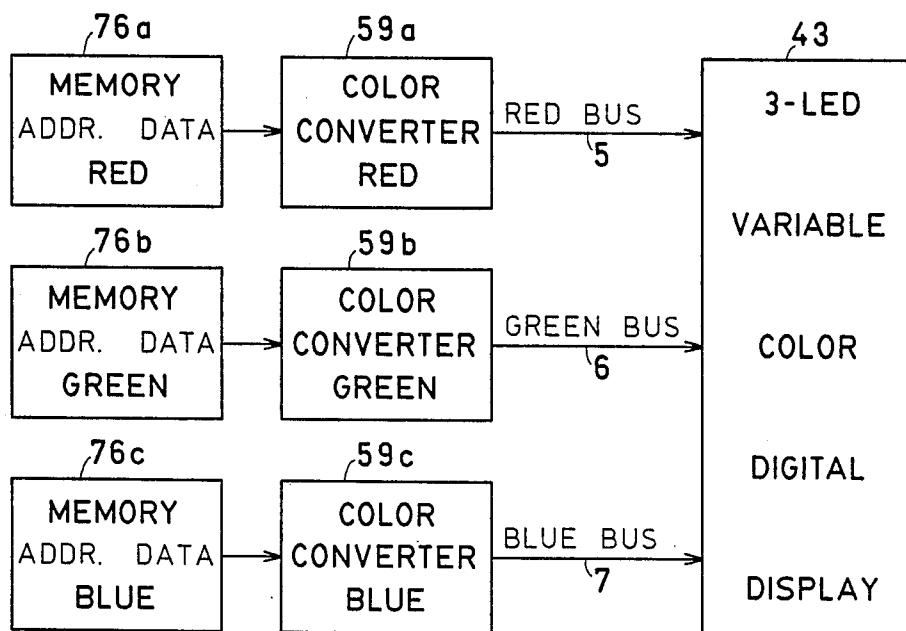 76a
MEMORY
ADDR. DATA
RED
59a
COLOR
CONVERTER
RED
RED BUS
5
76b
MEMORY
ADDR. DATA
GREEN
59b
COLOR
CONVERTER
GREEN
GREEN BUS
6
76c
MEMORY
ADDR. DATA
BLUE
59c
COLOR
CONVERTER
BLUE
BLUE BUS
7
43
3-LED
VARIABLE
COLOR
DIGITAL
DISPLAY